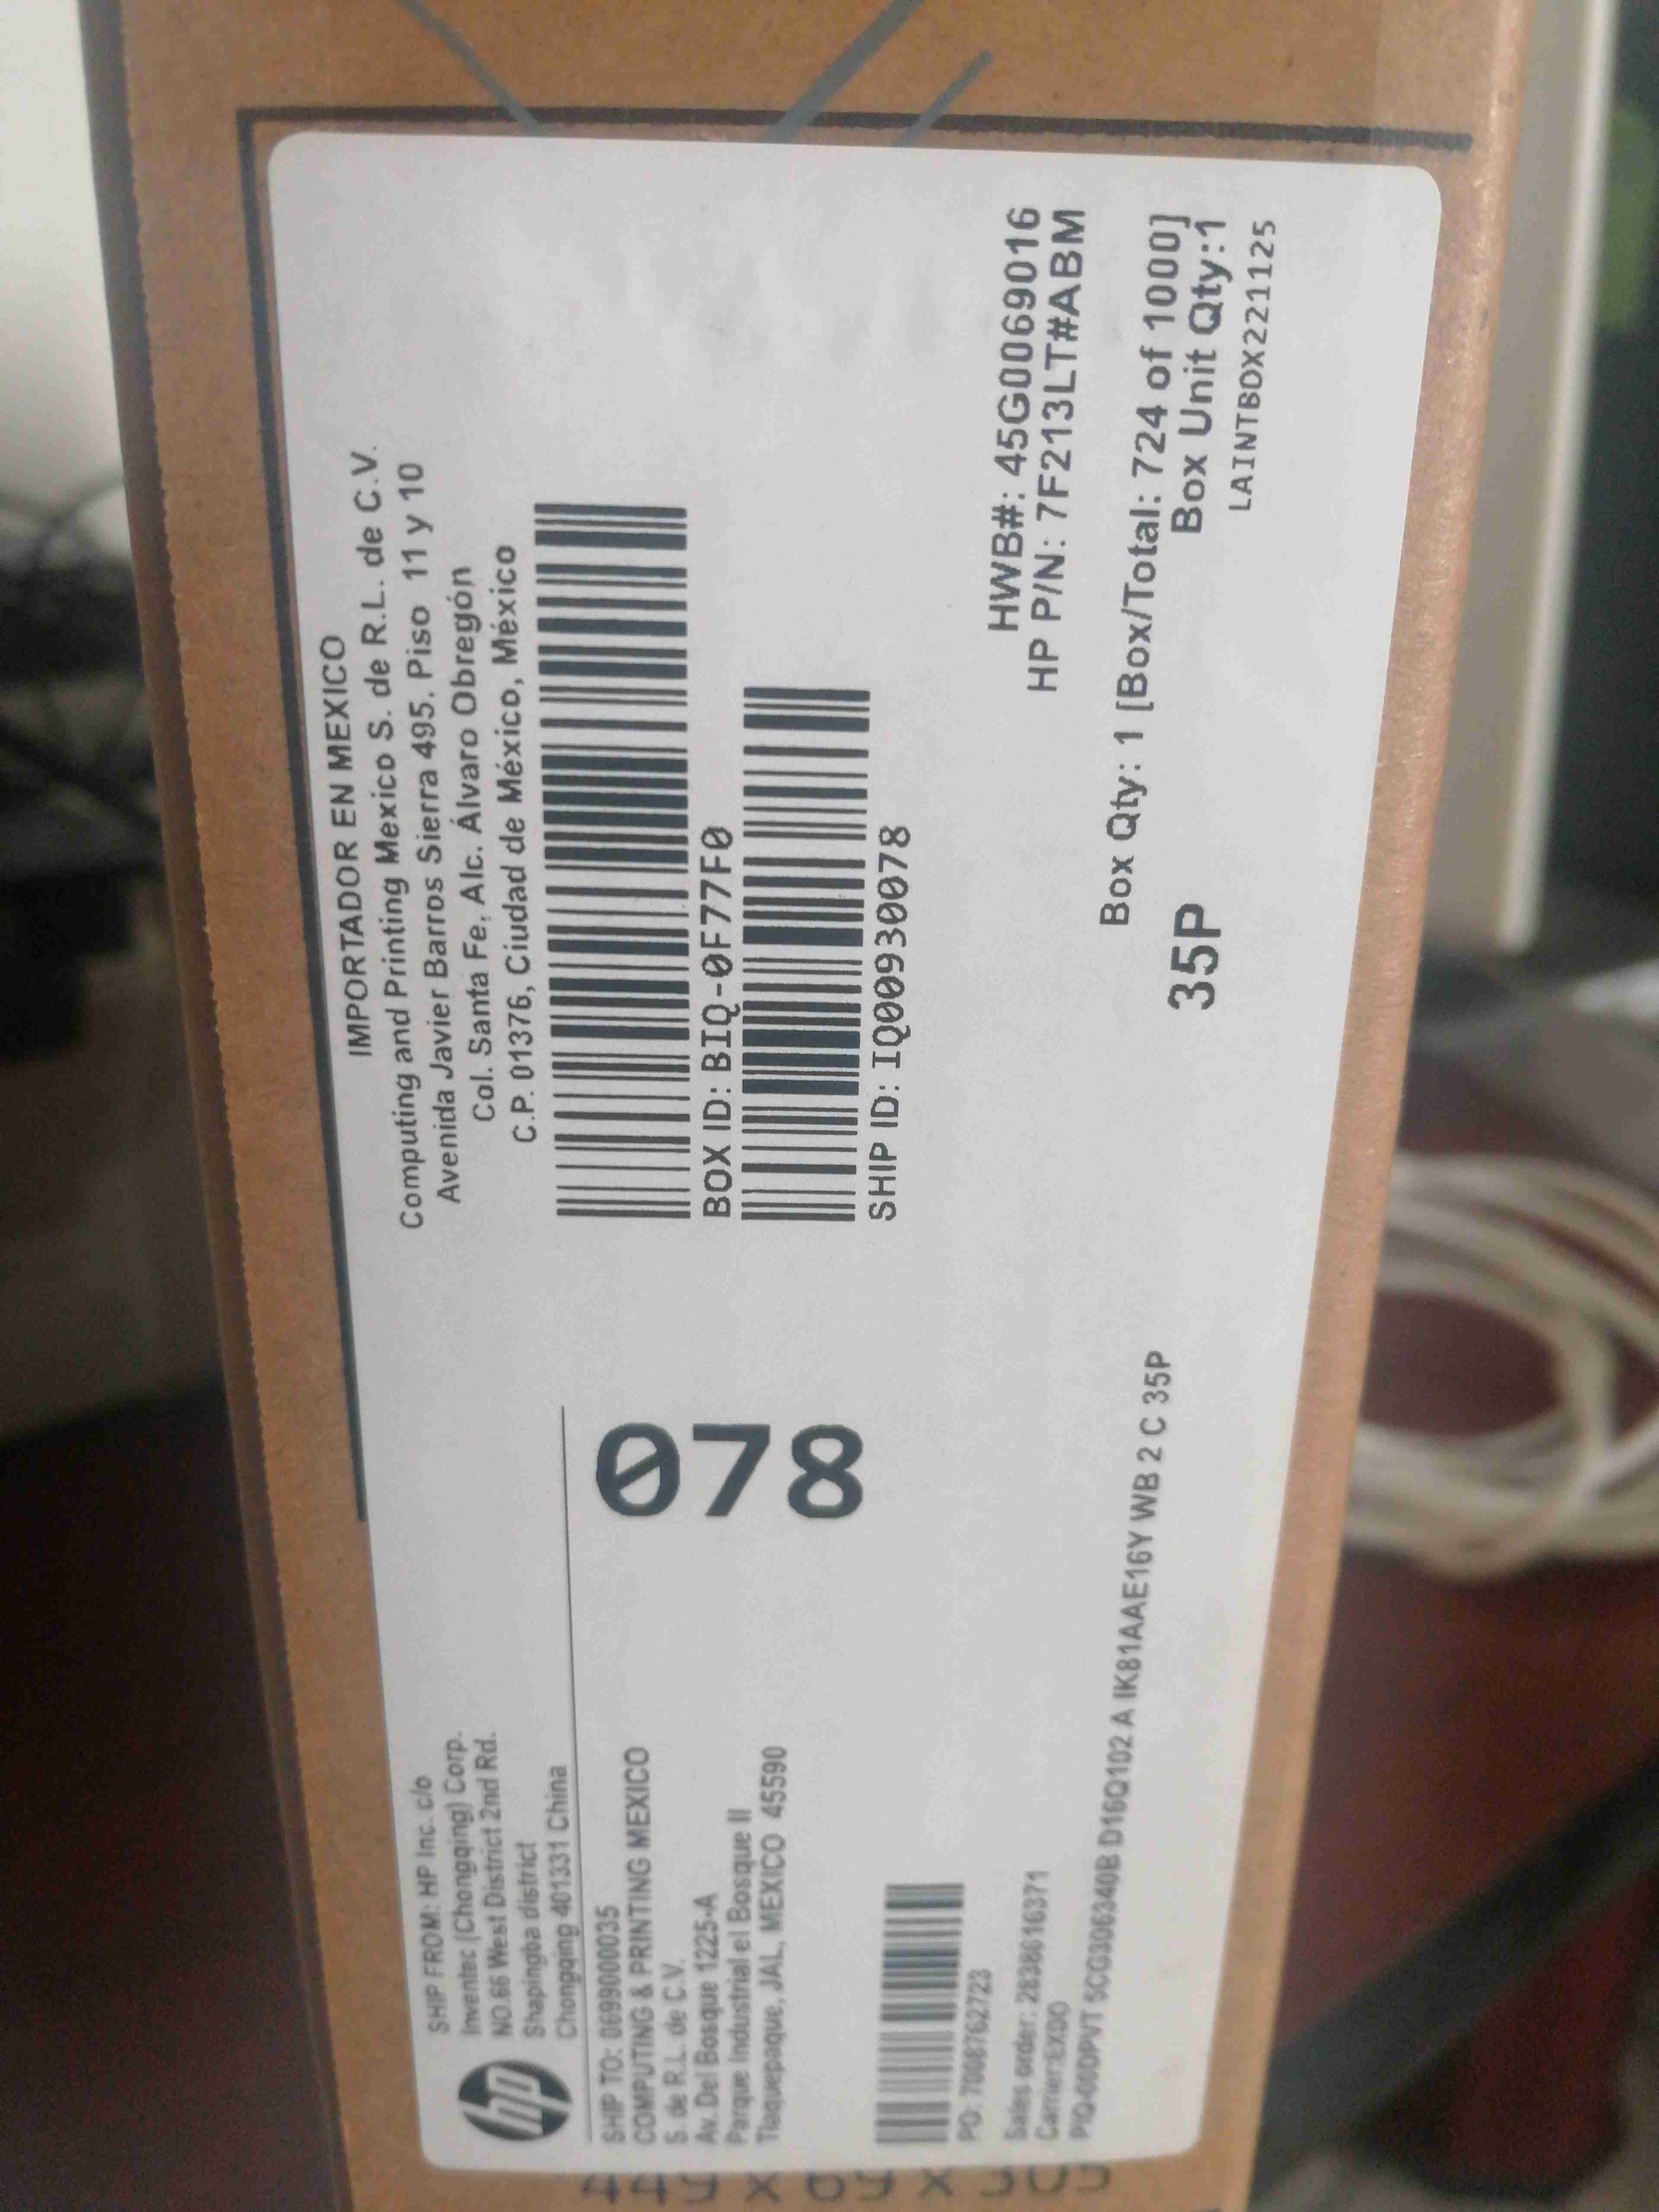 hp
SHIP FROM: HP Inc. c/o
Inventec (Chongqing) Corp.
NO.66 West District 2nd Rd.
Shapingba district
Chongqing 401331 China
SHIP TO: 0699000035
COMPUTING & PRINTING MEXICO
S. de R.L. de C.V.
Av. Del Bosque 1225-A
Parque Industrial el Bosque II
Tlaquepaque, JAL, MEXICO 45590
078
PO: 7008762723
Sales order: 2838616371
Carrier:EXDO
PIQ-00DPVT 5CG306340B D16Q102 A IK81AAE16Y WB 2 C 35P
IMPORTADOR EN MEXICO
Computing and Printing Mexico S. de R.L. de C.V.
Avenida Javier Barros Sierra 495. Piso 11 y 10
Col. Santa Fe, Alc. Álvaro Obregón
C.P. 01376, Ciudad de México, México
BOX ID: BIQ-0F77F0
SHIP ID: IQ00930078
HWB#: 45G0069016
HP P/N: 7F213LT#ABM
Box Qty: 1 [Box/Total: 724 of 1000]
35P
Box Unit Qty:1
LAINTBOX221125